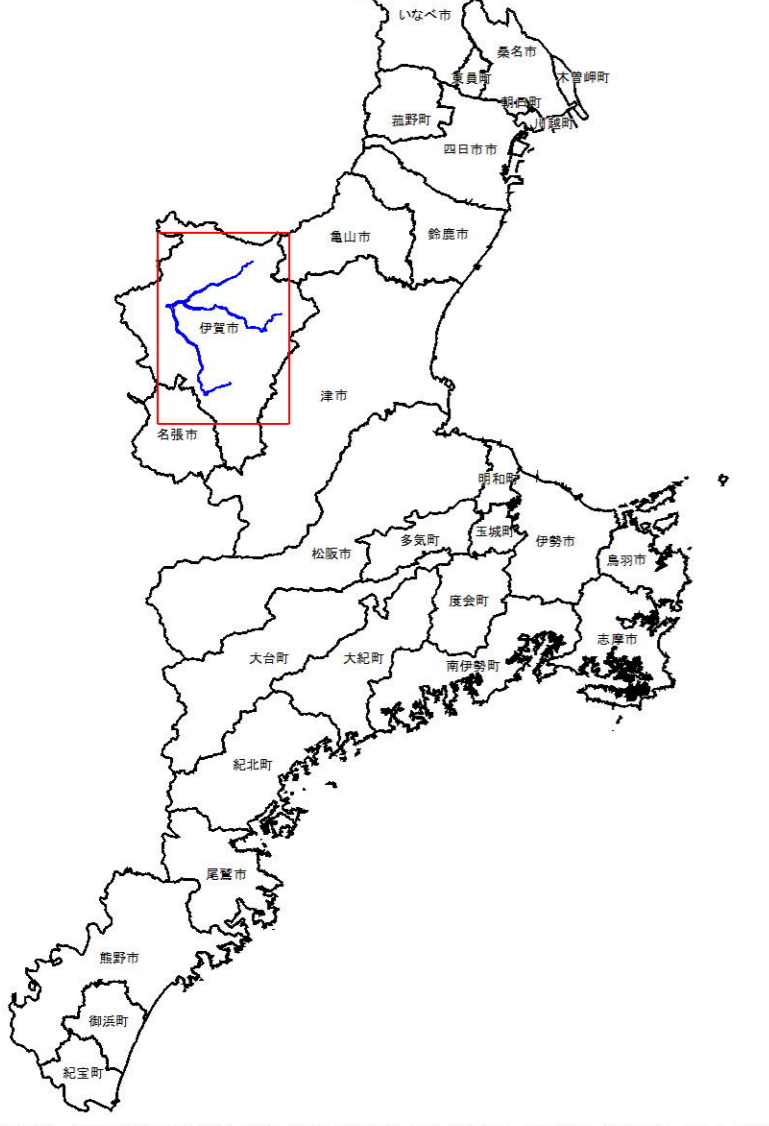 いなべ市
桑名市
東員町
木曽岬町
朝日町
菰野町
川越町
四日市市
亀山市
鈴鹿市
伊賀市
津市
名張市
明和町
玉城町
多気町
伊勢市
松阪市
鳥羽市
度会町
志摩市
大台町
大紀町
南伊勢町
紀北町
尾鷲市
熊野市
御浜町
紀宝町